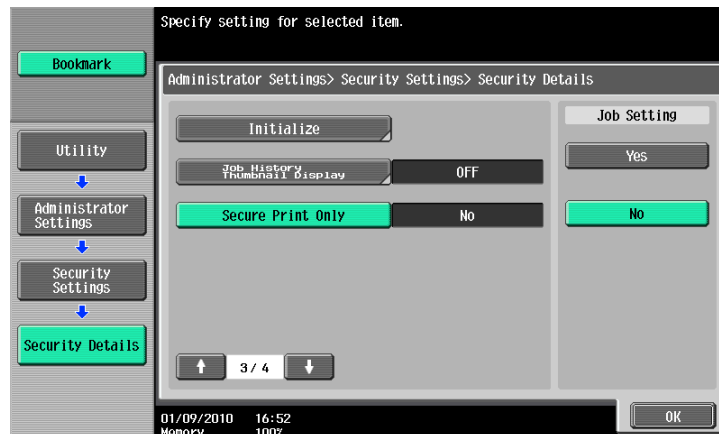 Specify setting for selected item.
Bookmark
Administrator Settings> Security Settings> Security Details
Utility
Administrator
Settings
Security
Settings
Security Details
Initialize
Job History
Thumbnail Display
OFF
Secure Print Only
No
3/ 4
Job Setting
Yes
No
01/09/2010 16:52
Memory 100%
OK